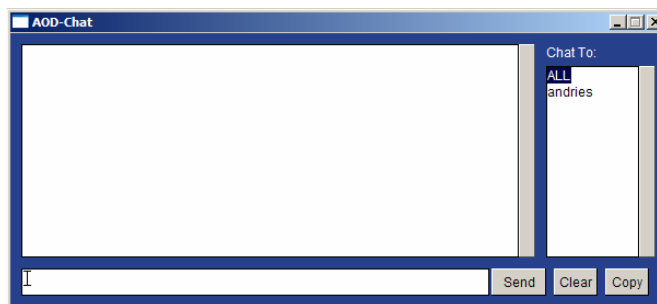 AOD-Chat
Chat To:
ALL
andries
Send Clear Copy